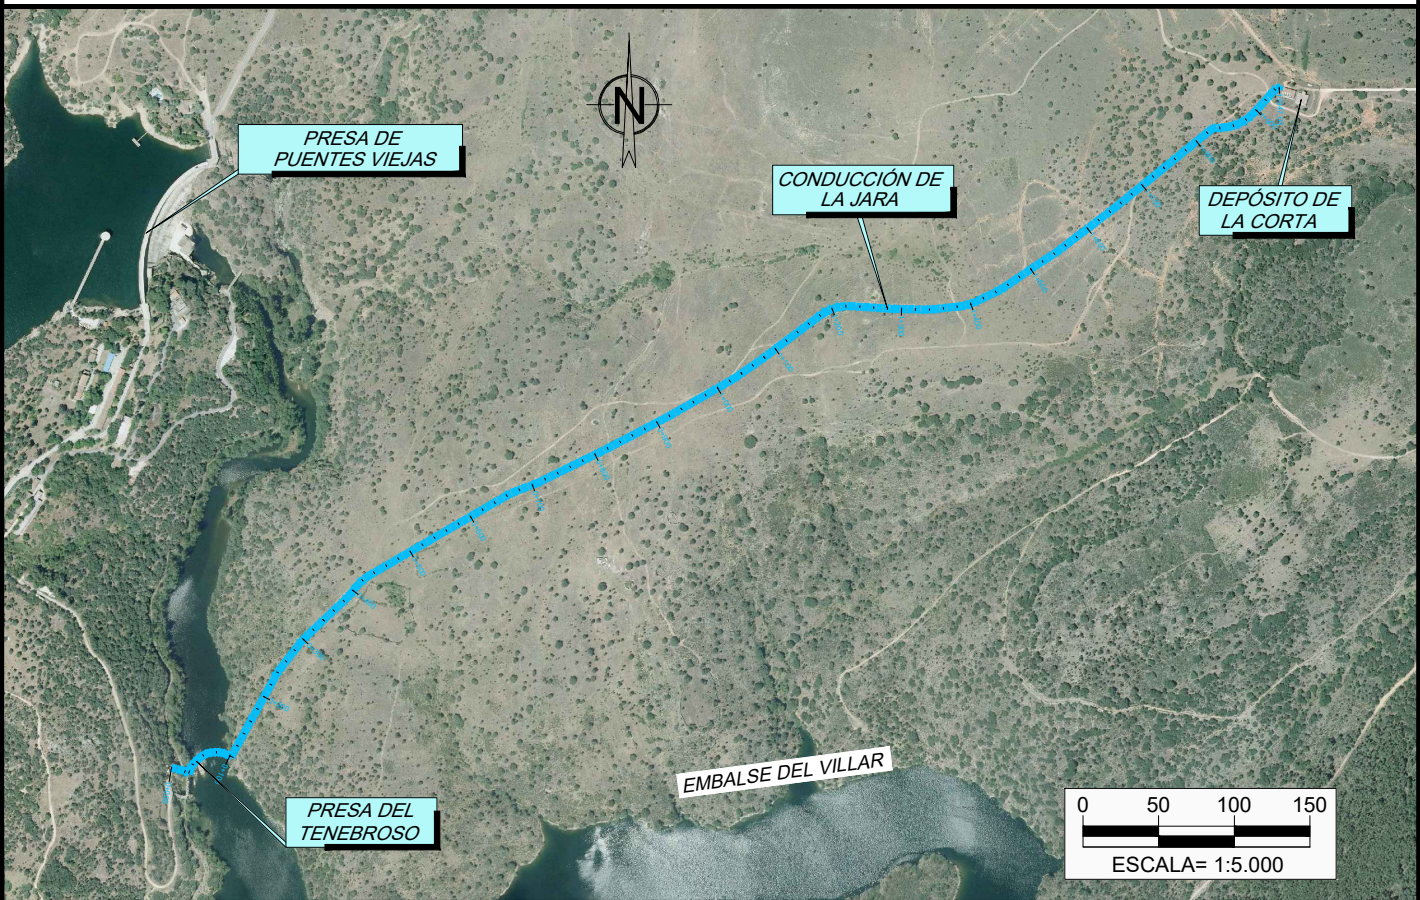 N
PRESA DE
PUENTES VIEJAS
CONDUCCIÓN DE
LA JARA
DEPÓSITO DE
LA CORTA
EMBALSE DEL VILLAR
PRESA DEL
TENEBROSO
0 50 100 150
ESCALA= 1:5.000